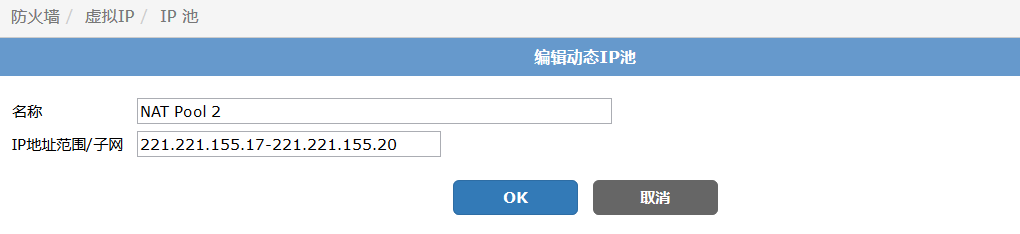 防火墙 / 虚拟IP / IP 池
编辑动态IP池
名称 NAT Pool 2
IP地址范围/子网 221.221.155.17-221.221.155.20
OK 取消